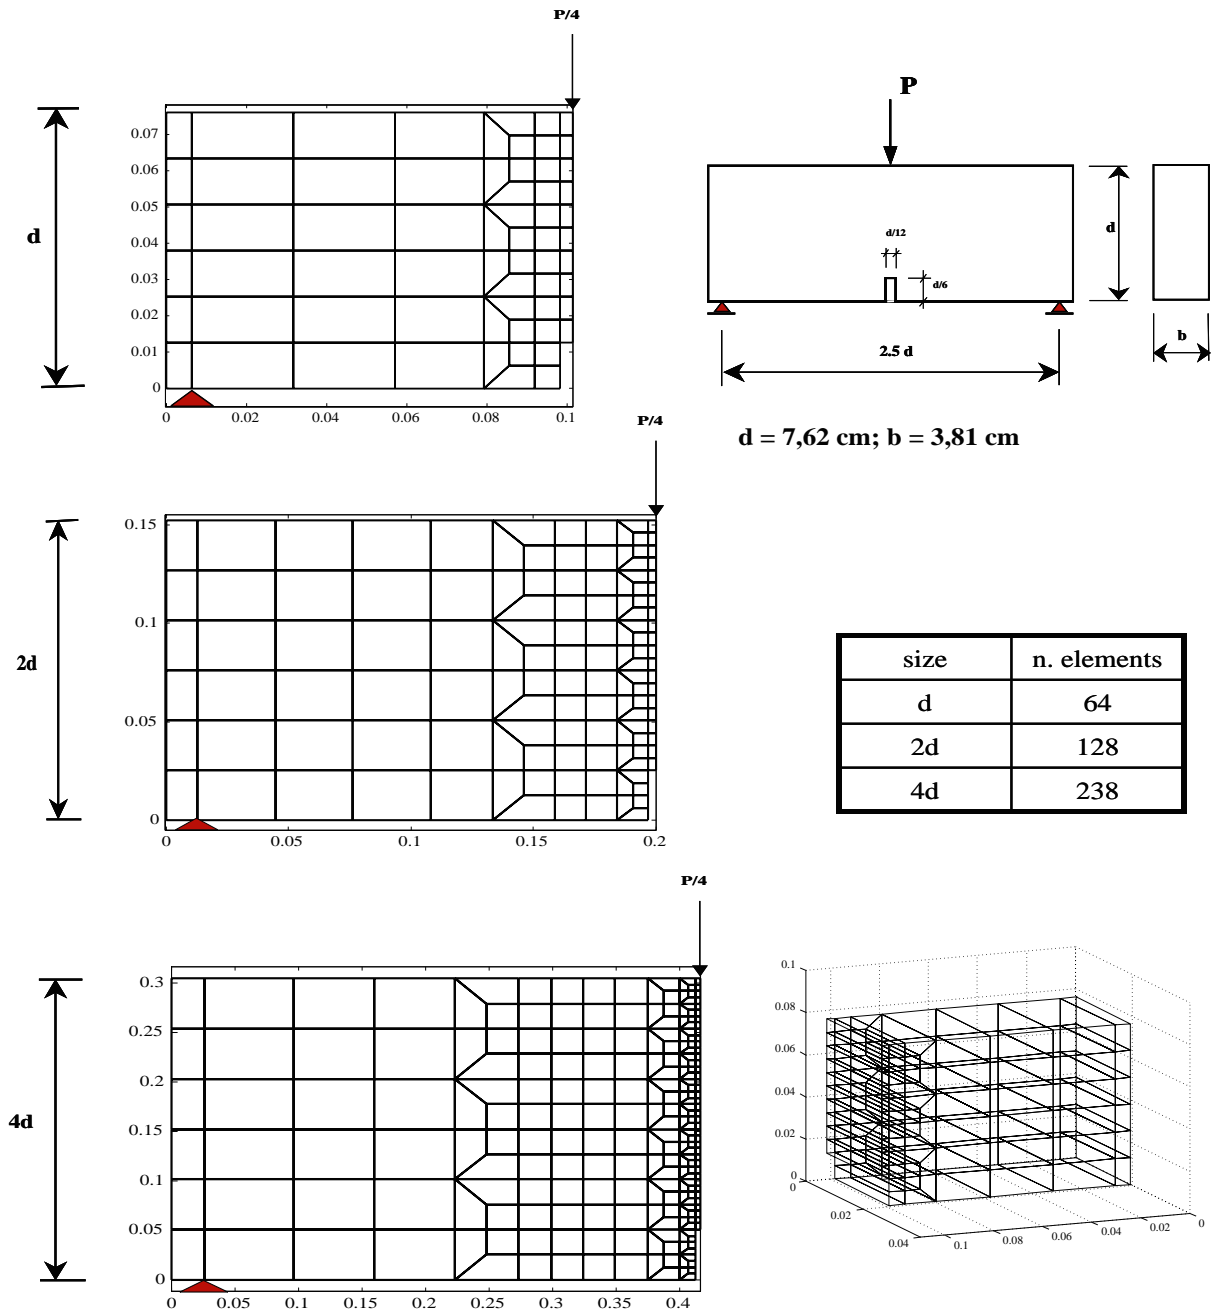 P/4
d
0.07
0.06
0.05
0.04
0.03
0.02
0.01
0
0 0.02 0.04 0.06 0.08 0.1
P
d/12
d/6
d
b
2.5 d
d = 7,62 cm; b = 3,81 cm
P/4
2d
0.15
0.1
0.05
0
0 0.05 0.1 0.15 0.2
size n. elements
d 64
2d 128
4d 238
P/4
4d
0.3
0.25
0.2
0.15
0.1
0.05
0
0 0.05 0.1 0.15 0.2 0.25 0.3 0.35 0.4
0.1
0.08
0.06
0.04
0.02
0
0
0.02
0.04
0.1 0.08 0.06 0.04 0.02 0